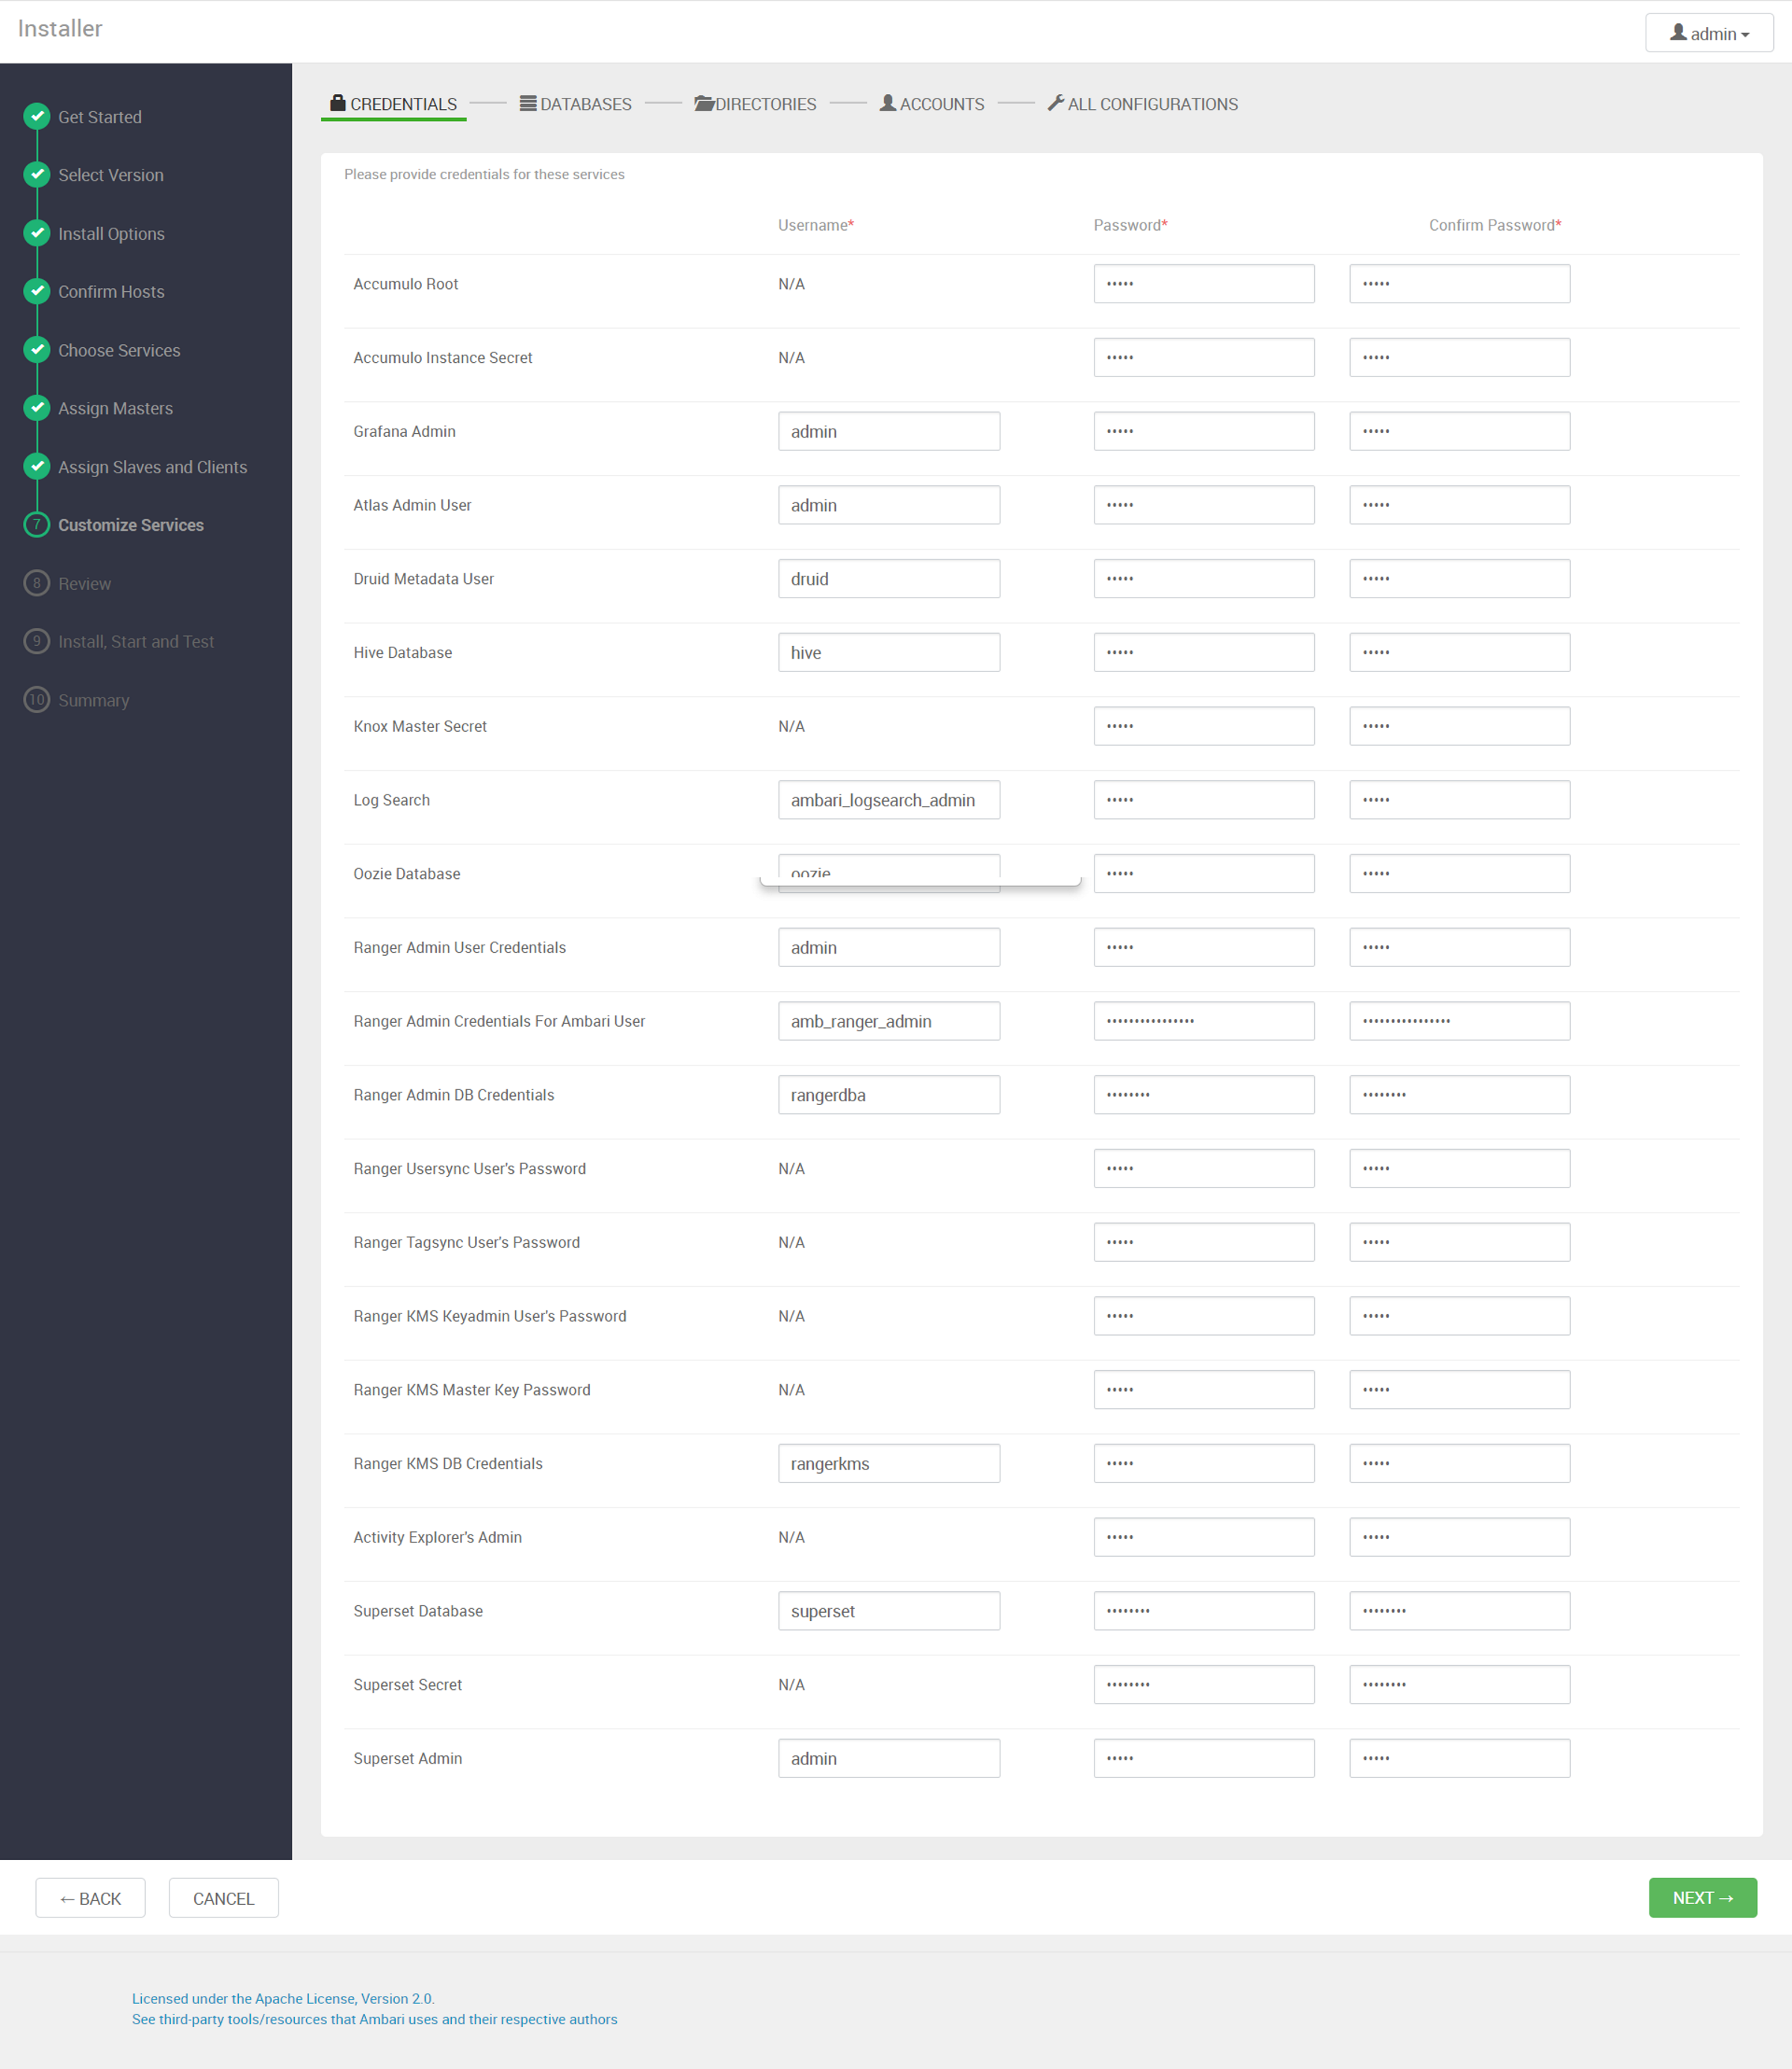 Installer
admin
Get Started
Select Version
Install Options
Confirm Hosts
Choose Services
Assign Masters
Assign Slaves and Clients
7 Customize Services
8 Review
9 Install, Start and Test
10 Summary
CREDENTIALS DATABASES DIRECTORIES ACCOUNTS ALL CONFIGURATIONS
Please provide credentials for these services
Username* Password* Confirm Password*
Accumulo Root N/A ••••• •••••
Accumulo Instance Secret N/A ••••• •••••
Grafana Admin admin ••••• •••••
Atlas Admin User admin ••••• •••••
Druid Metadata User druid ••••• •••••
Hive Database hive ••••• •••••
Knox Master Secret N/A ••••• •••••
Log Search ambari_logsearch_admin ••••• •••••
Oozie Database oozie ••••• •••••
Ranger Admin User Credentials admin ••••• •••••
Ranger Admin Credentials For Ambari User amb_ranger_admin •••••••••••••••• ••••••••••••••••
Ranger Admin DB Credentials rangerdba •••••••• ••••••••
Ranger Usersync User's Password N/A ••••• •••••
Ranger Tagsync User's Password N/A ••••• •••••
Ranger KMS Keyadmin User's Password N/A ••••• •••••
Ranger KMS Master Key Password N/A ••••• •••••
Ranger KMS DB Credentials rangerkms ••••• •••••
Activity Explorer's Admin N/A ••••• •••••
Superset Database superset •••••••• ••••••••
Superset Secret N/A •••••••• ••••••••
Superset Admin admin ••••• •••••
← BACK CANCEL NEXT →
Licensed under the Apache License, Version 2.0.
See third-party tools/resources that Ambari uses and their respective authors